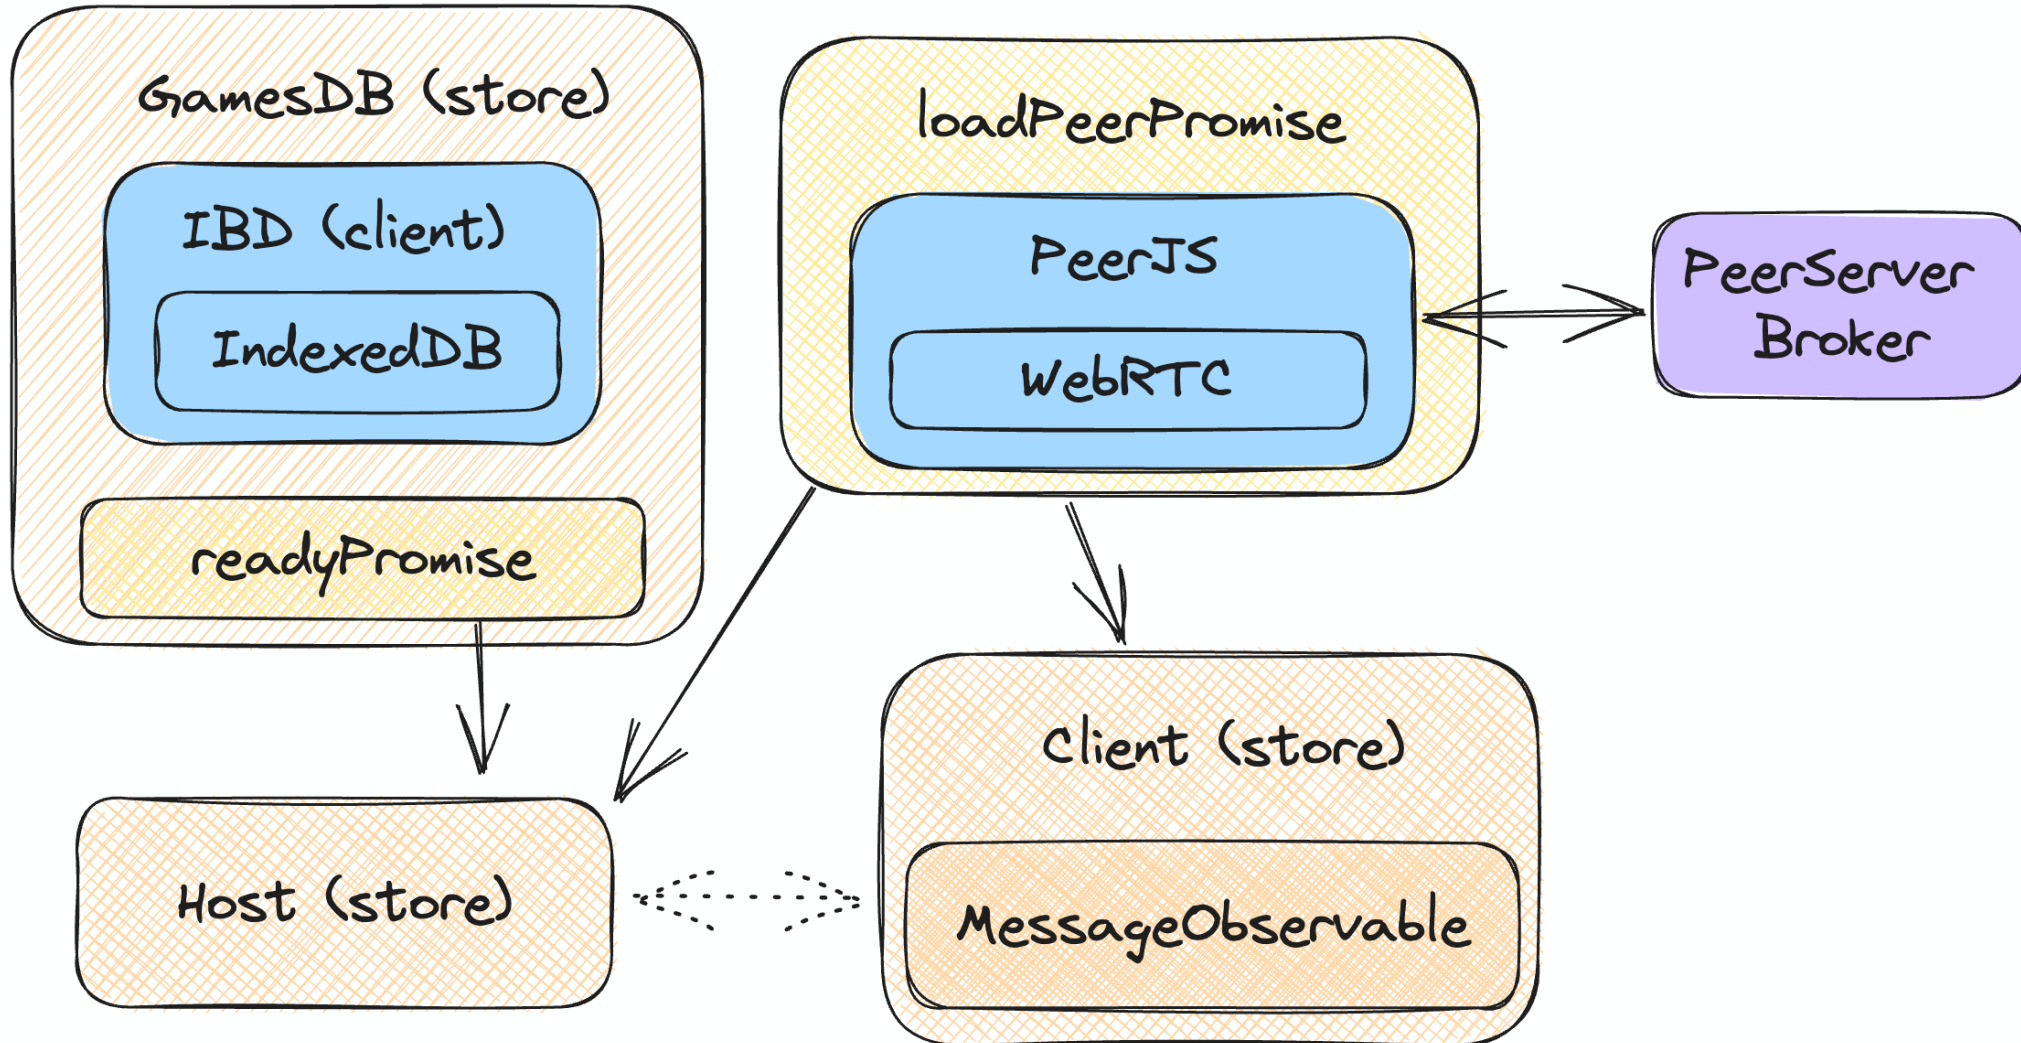 GamesDB (store)
IBD (client)
IndexedDB
readyPromise
loadPeerPromise
PeerJS
WebRTC
PeerServer
Broker
Host (store)
Client (store)
MessageObservable